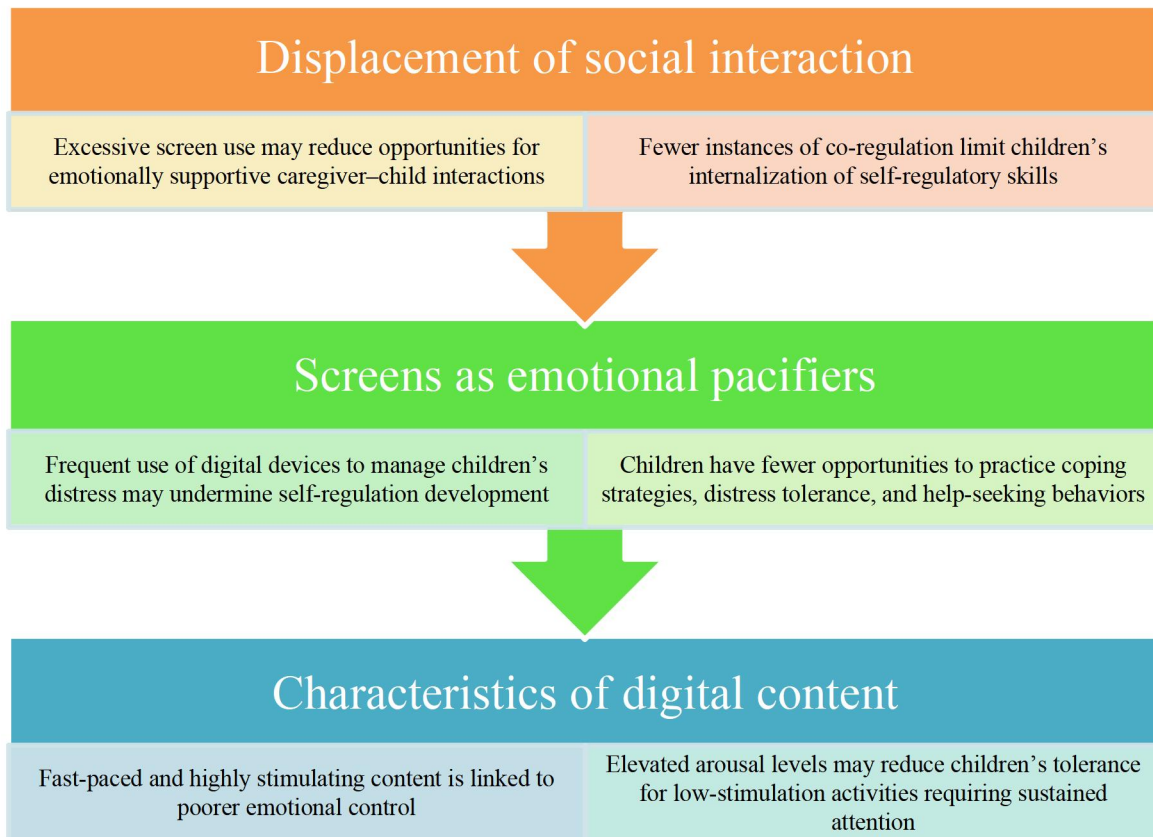 Displacement of social interaction
Excessive screen use may reduce opportunities for
emotionally supportive caregiver–child interactions
Fewer instances of co-regulation limit children’s
internalization of self-regulatory skills
Screens as emotional pacifiers
Frequent use of digital devices to manage children’s
distress may undermine self-regulation development
Children have fewer opportunities to practice coping
strategies, distress tolerance, and help-seeking behaviors
Characteristics of digital content
Fast-paced and highly stimulating content is linked to
poorer emotional control
Elevated arousal levels may reduce children’s tolerance
for low-stimulation activities requiring sustained
attention